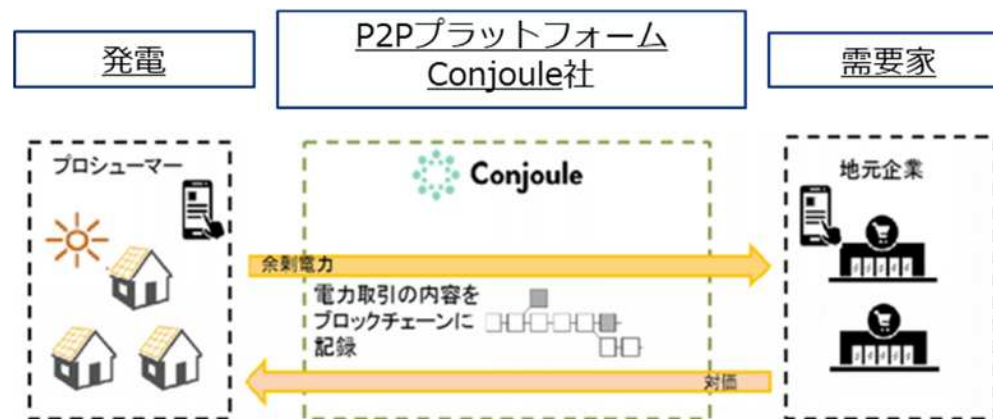 発電
P2Pプラットフォーム
Conjoule社
需要家
プロシューマー
Conjoule
地元企業
余剰電力
電力取引の内容を
ブロックチェーンに
記録
対価